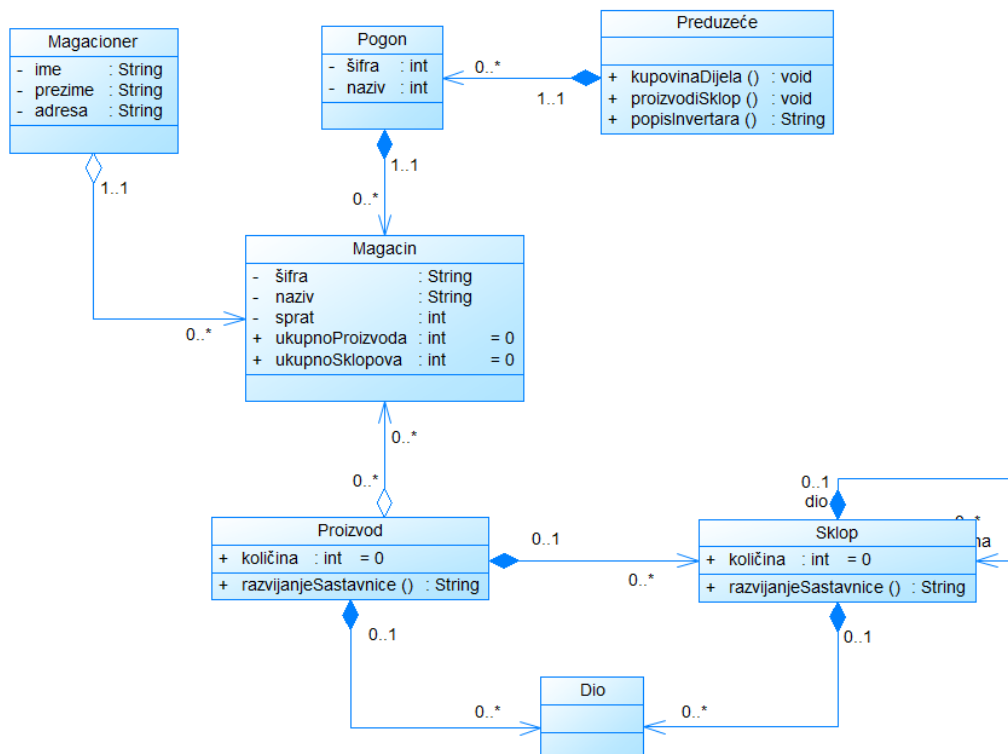 Magacioner
- ime : String
- prezime : String
- adresa : String
1..1
0..*
Pogon
- šifra : int
- naziv : int
1..1
0..*
Preduzeće
+ kupovinaDijela () : void
+ proizvodiSklop () : void
+ popisInvertara () : String
0..*
1..1
Magacin
- šifra : String
- naziv : String
- sprat : int
+ ukupnoProizvoda : int = 0
+ ukupnoSklopova : int = 0
0..*
0..*
Proizvod
+ količina : int = 0
+ razvijanjeSastavnice () : String
0..1
0..*
0..1
dio
0..*
na
Sklop
+ količina : int = 0
+ razvijanjeSastavnice () : String
0..1
0..1
Dio
0..*
0..*